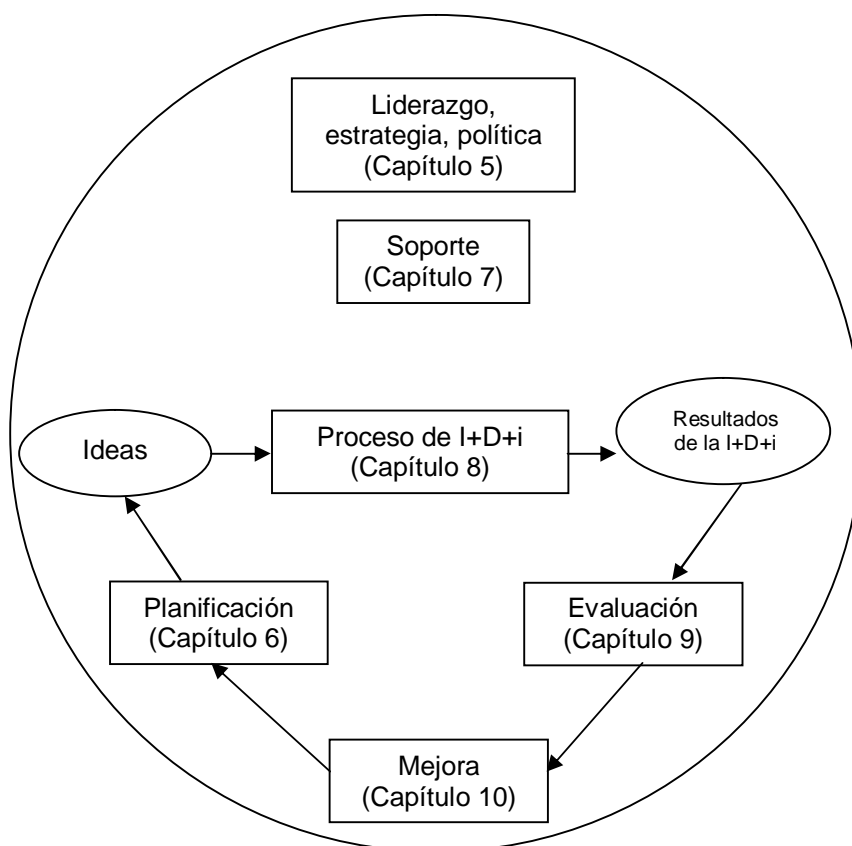 Liderazgo,
estrategia, política
(Capítulo 5)
Soporte
(Capítulo 7)
Ideas
Proceso de I+D+i
(Capítulo 8)
Resultados
de la I+D+i
Planificación
(Capítulo 6)
Evaluación
(Capítulo 9)
Mejora
(Capítulo 10)